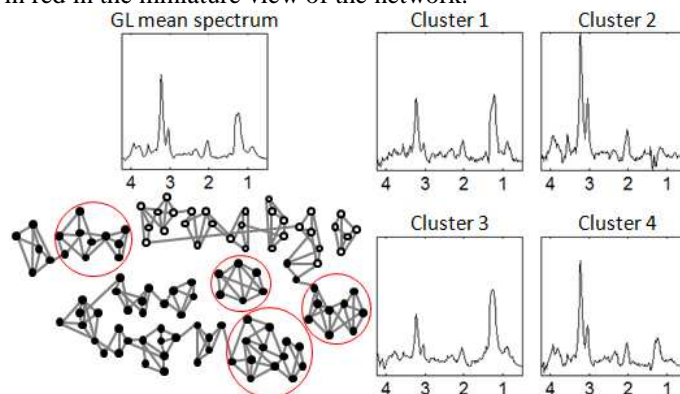 in red in the miniature view of the network.
GL mean spectrum
Cluster 1
Cluster 2
4 3 2 1
4 3 2 1
4 3 2 1
Cluster 3
Cluster 4
4 3 2 1
4 3 2 1